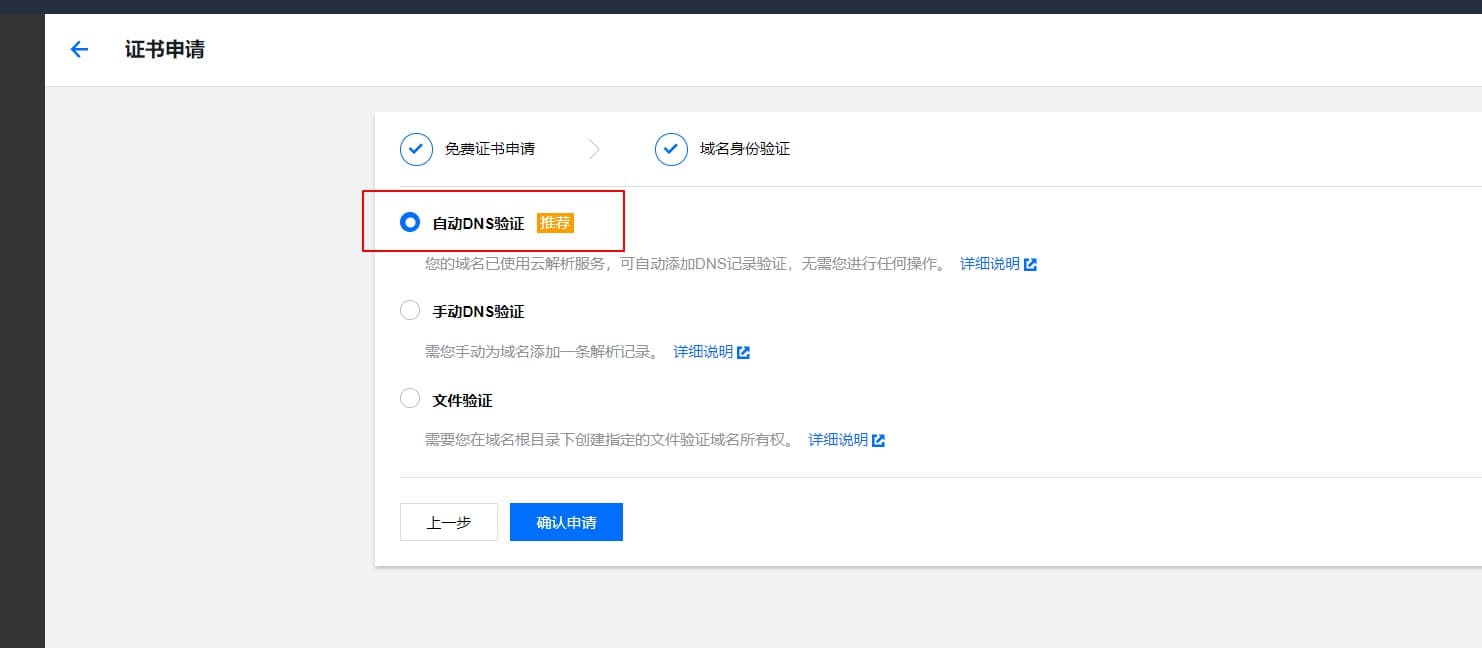 证书申请
免费证书申请
域名身份验证
自动DNS验证 推荐
您的域名已使用云解析服务，可自动添加DNS记录验证，无需您进行任何操作。 详细说明
手动DNS验证
需您手动为域名添加一条解析记录。 详细说明
文件验证
需要您在域名根目录下创建指定的文件验证域名所有权。 详细说明
上一步
确认申请